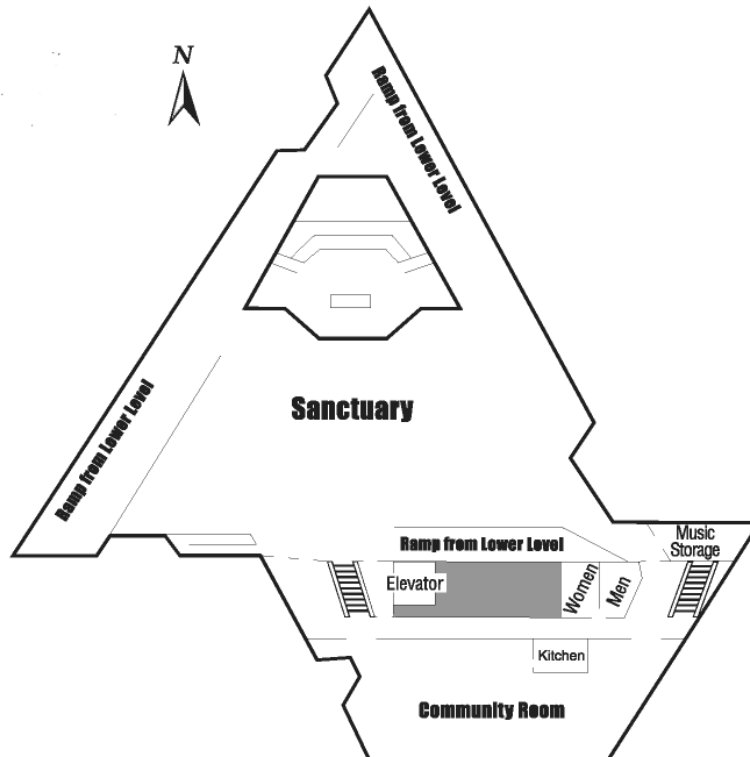 N
Ramp from Lower Level
Ramp from Lower Level
Sanctuary
Music
Storage
Ramp from Lower Level
Elevator
Women
Men
Kitchen
Community Room